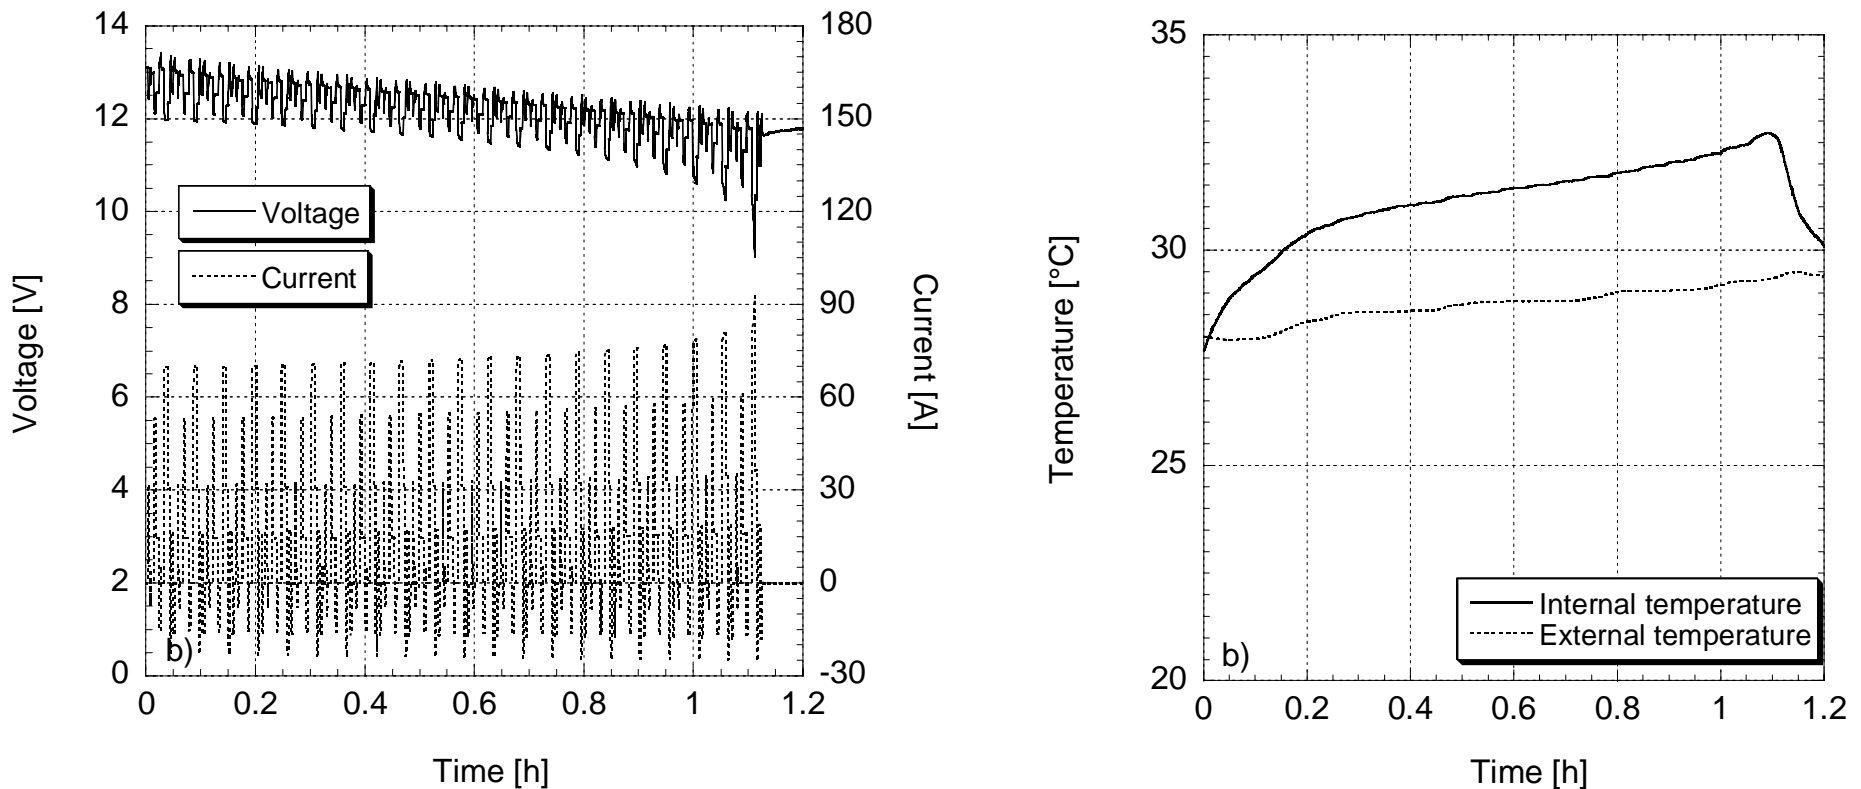 14
12
10
8
6
4
2
0
Voltage [V]
180
150
120
90
60
30
0
-30
Current [A]
Voltage
Current
b)
0 0.2 0.4 0.6 0.8 1 1.2
Time [h]
35
30
25
20
Temperature [°C]
Internal temperature
External temperature
b)
0 0.2 0.4 0.6 0.8 1 1.2
Time [h]